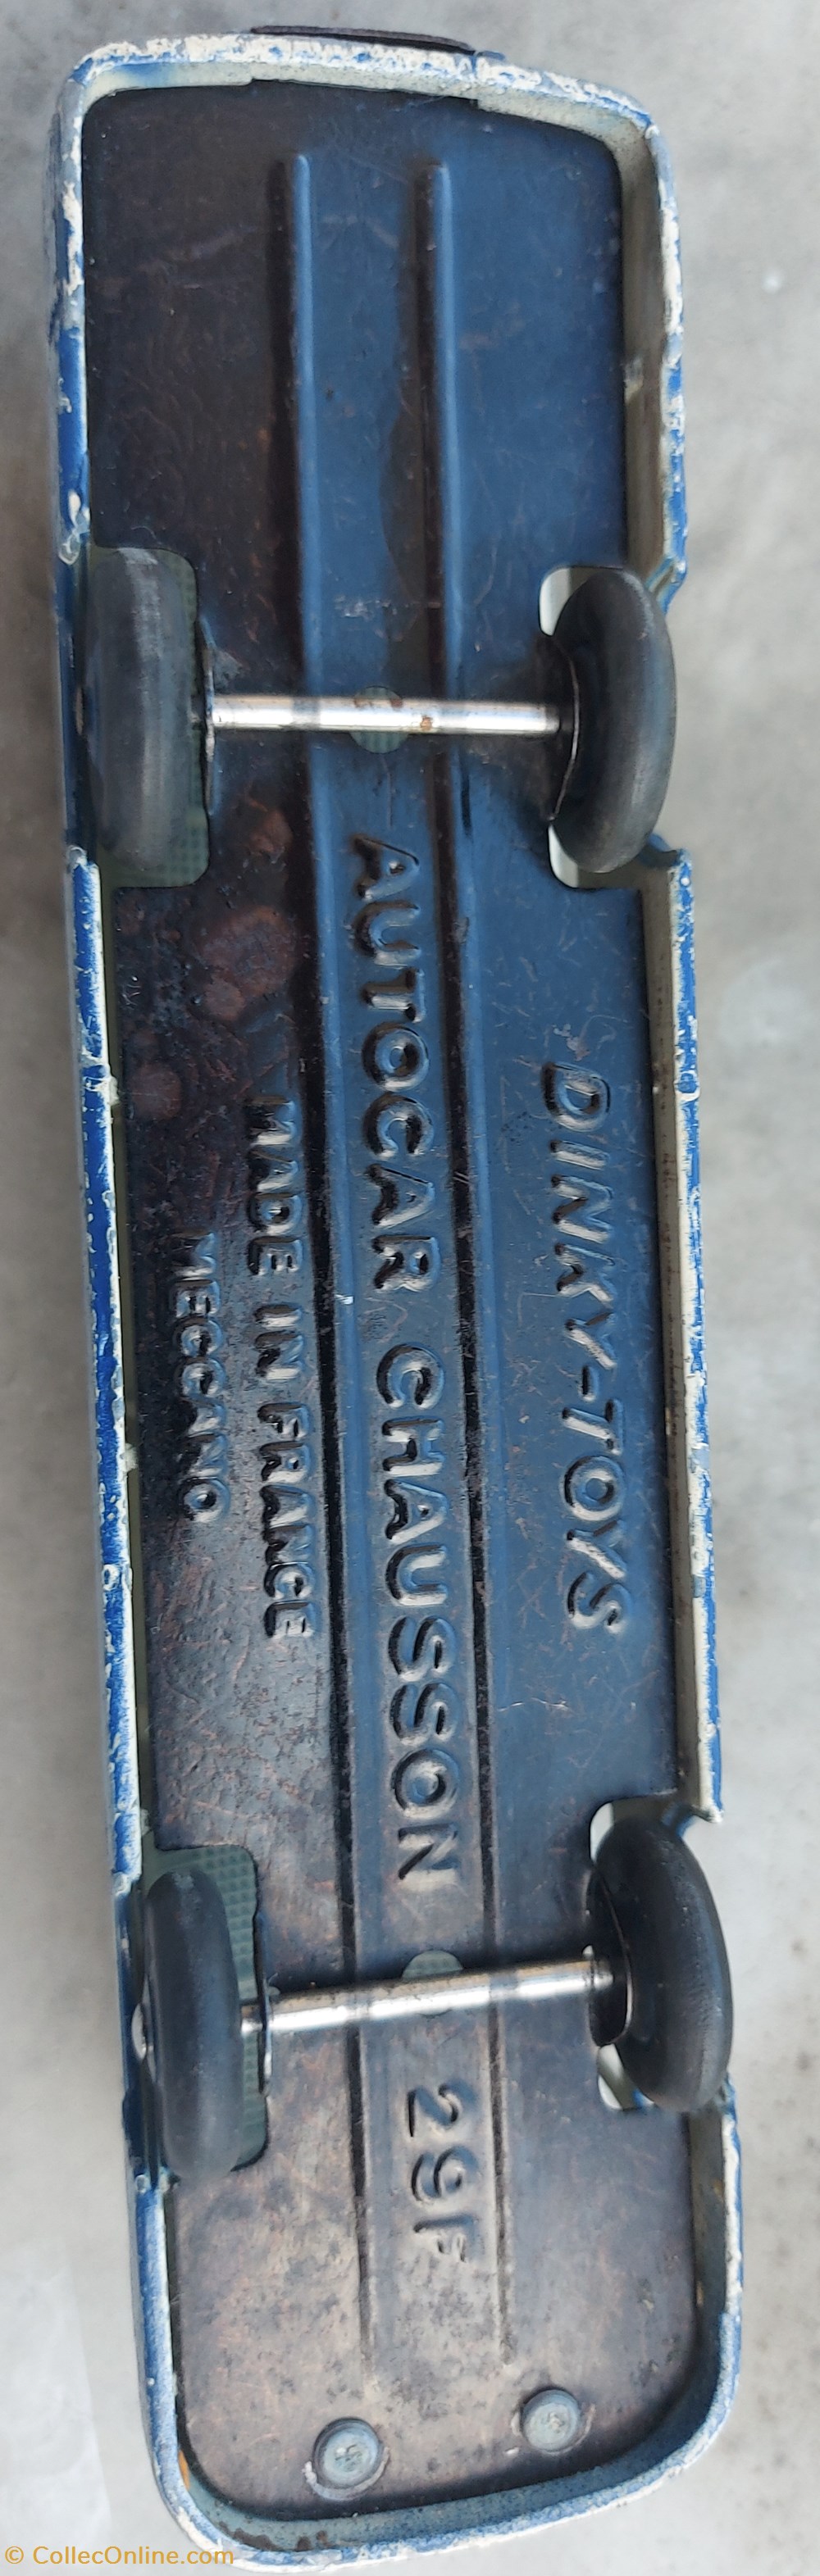 DINKY-TOYS
AUTOCAR CHAUSSON 29F
MADE IN FRANCE
MECCANO
© CollecOnline.com